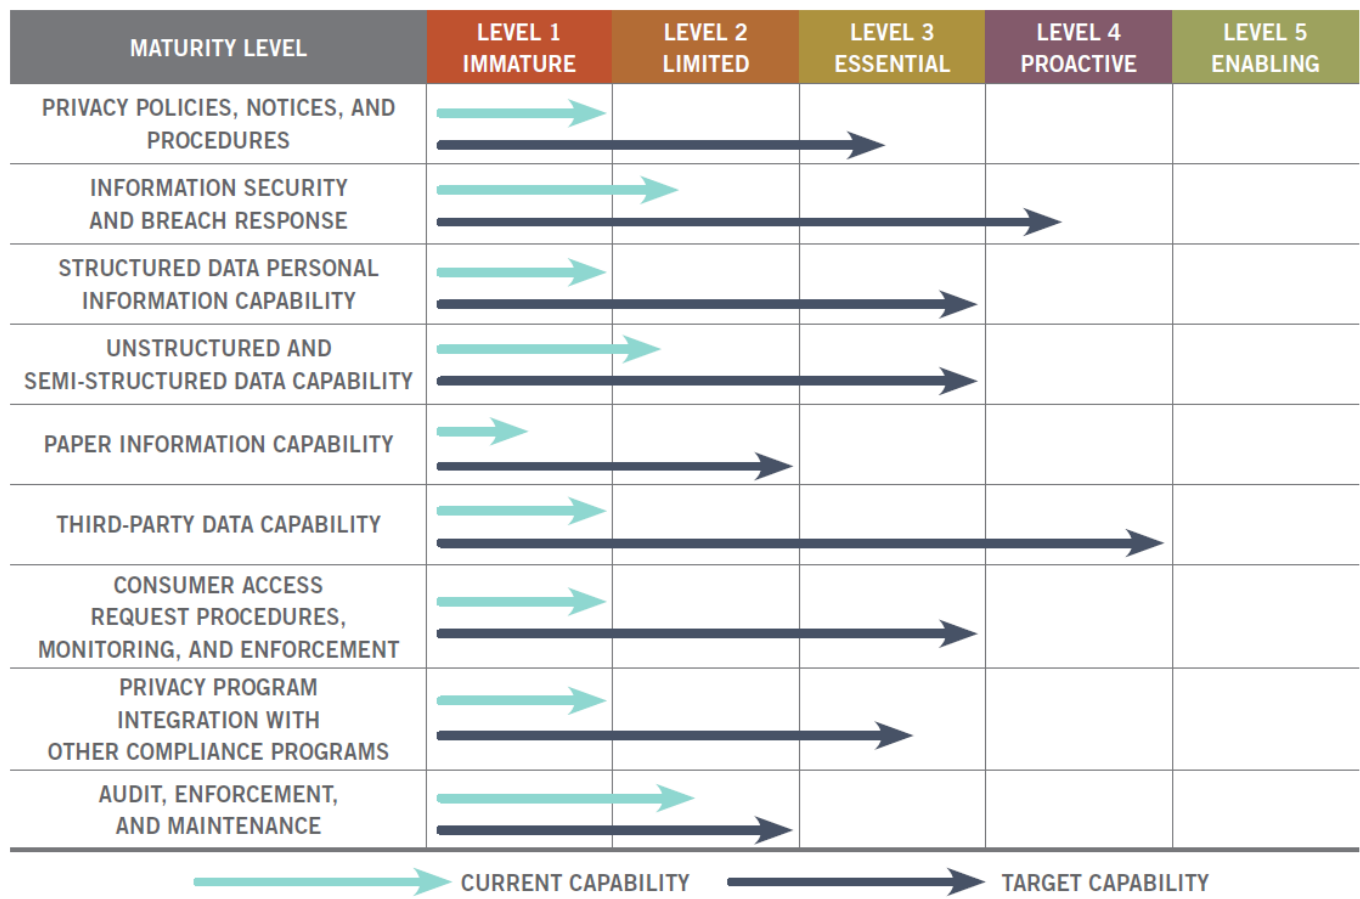 MATURITY LEVEL
LEVEL 1
IMMATURE
LEVEL 2
LIMITED
LEVEL 3
ESSENTIAL
LEVEL 4
PROACTIVE
LEVEL 5
ENABLING
PRIVACY POLICIES, NOTICES, AND
PROCEDURES
INFORMATION SECURITY
AND BREACH RESPONSE
STRUCTURED DATA PERSONAL
INFORMATION CAPABILITY
UNSTRUCTURED AND
SEMI-STRUCTURED DATA CAPABILITY
PAPER INFORMATION CAPABILITY
THIRD-PARTY DATA CAPABILITY
CONSUMER ACCESS
REQUEST PROCEDURES,
MONITORING, AND ENFORCEMENT
PRIVACY PROGRAM
INTEGRATION WITH
OTHER COMPLIANCE PROGRAMS
AUDIT, ENFORCEMENT,
AND MAINTENANCE
CURRENT CAPABILITY
TARGET CAPABILITY